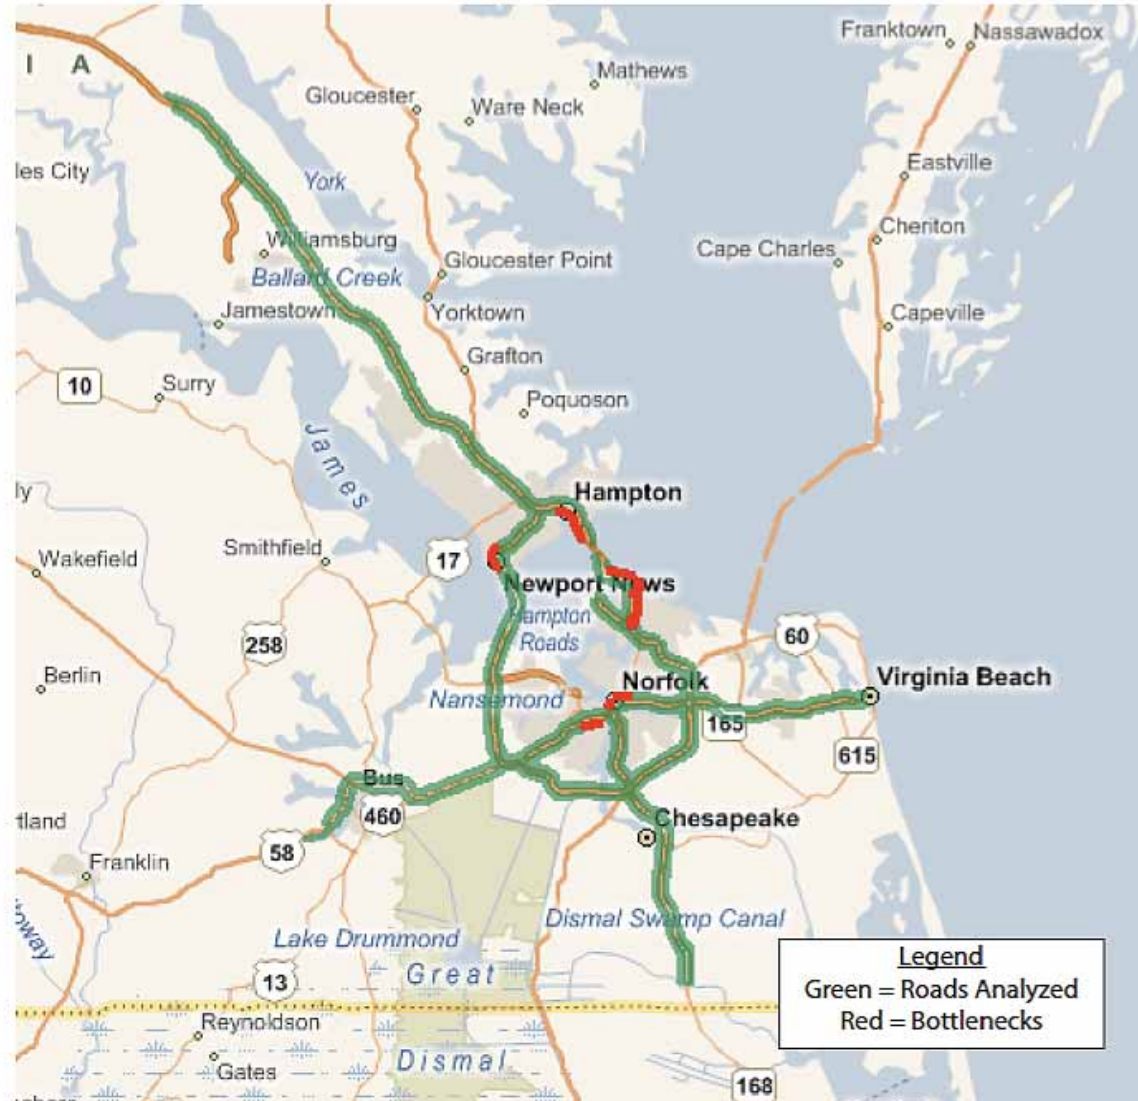 Franktown
Nassawadox
I A
Mathews
Gloucester
Ware Neck
les City
York
Eastville
Williamsburg
Cheriton
Cape Charles
Gloucester Point
Ballard Creek
Jamestown
Yorktown
Capeville
Grafton
10
Surry
Poquoson
James
ly
Hampton
Smithfield
17
Wakefield
Newport News
Hampton
Roads
258
60
Berlin
Norfolk
Virginia Beach
Nansemond
165
615
Bus
460
tland
Chesapeake
58
Franklin
Dismal Swamp Canal
toway
Lake Drummond
Great
13
Legend
Green = Roads Analyzed
Red = Bottlenecks
Reynoldson
Dismal
Gates
168